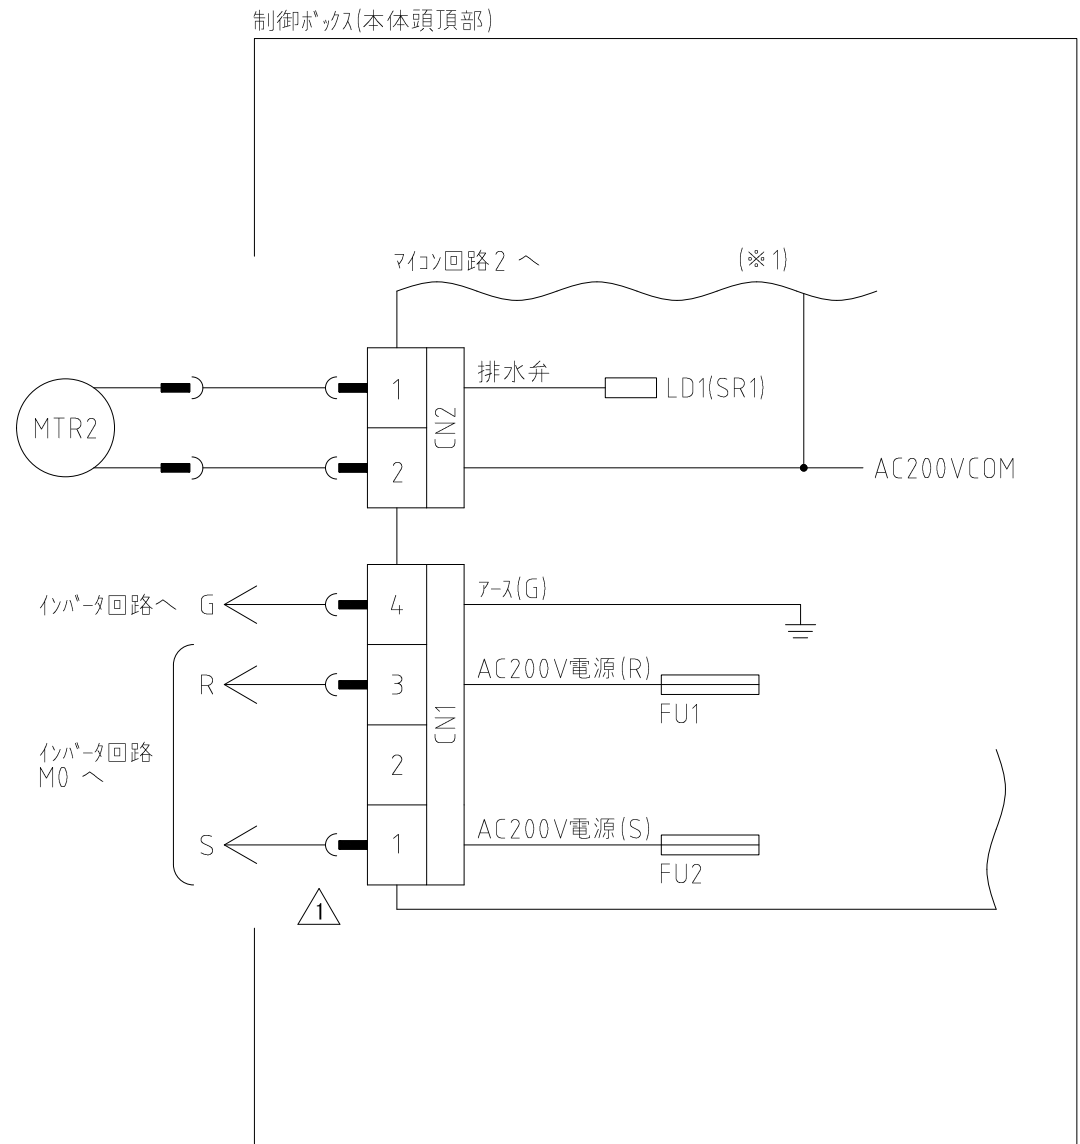 制御ﾎﾞｯｸｽ(本体頭頂部)
ﾏｲｺﾝ回路2 へ
(※1)
MTR2
1
2
CN2
排水弁
LD1(SR1)
AC200VCOM
ｲﾝﾊﾞｰﾀ回路へ
G
4
ｱｰｽ(G)
R
3
CN1
AC200V電源(R)
FU1
ｲﾝﾊﾞｰﾀ回路
M0 へ
2
S
1
AC200V電源(S)
FU2
1